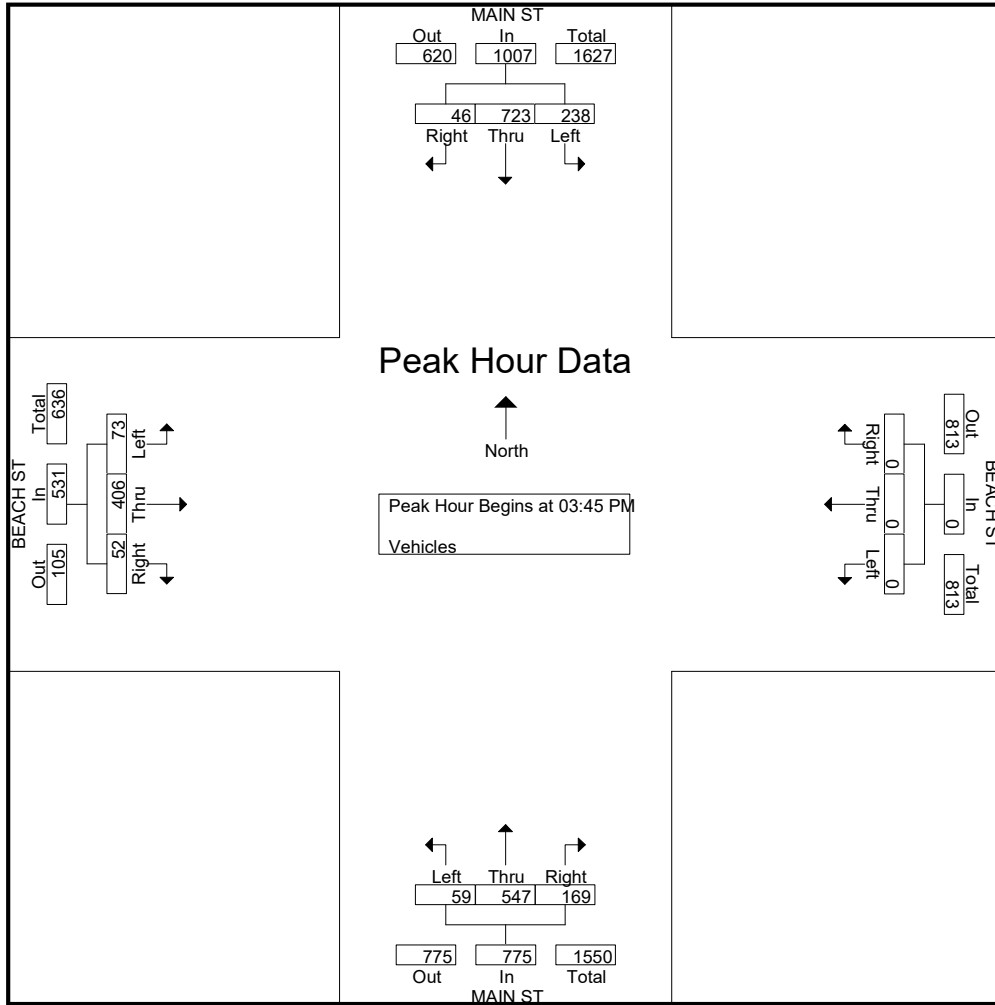 MAIN ST
Out In Total
620 1007 1627
46 723 238
Right Thru Left
Peak Hour Data
North
Peak Hour Begins at 03:45 PM
Vehicles
BEACH ST
Total In Out
636 531 105
73 406 52
Left Thru Right
BEACH ST
Out In Total
813 0 813
0 0 0
Right Thru Left
Left Thru Right
59 547 169
775 775 1550
Out In Total
MAIN ST